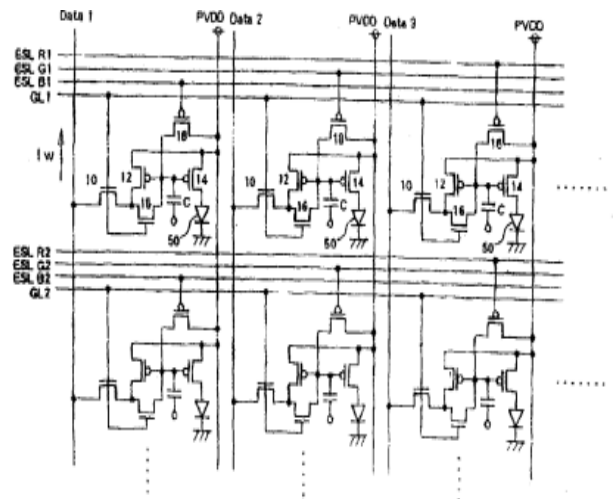 Data 1 PVDD Data 2 PVDD Data 3 PVDD
ESL R1
ESL G1
ESL B1
GL1
Iw
18 18 18
10 12 14 10 12 14 10 12 14
16 C 16 C 16 C
50 50 50
ESL R2
ESL G2
ESL B2
GL2